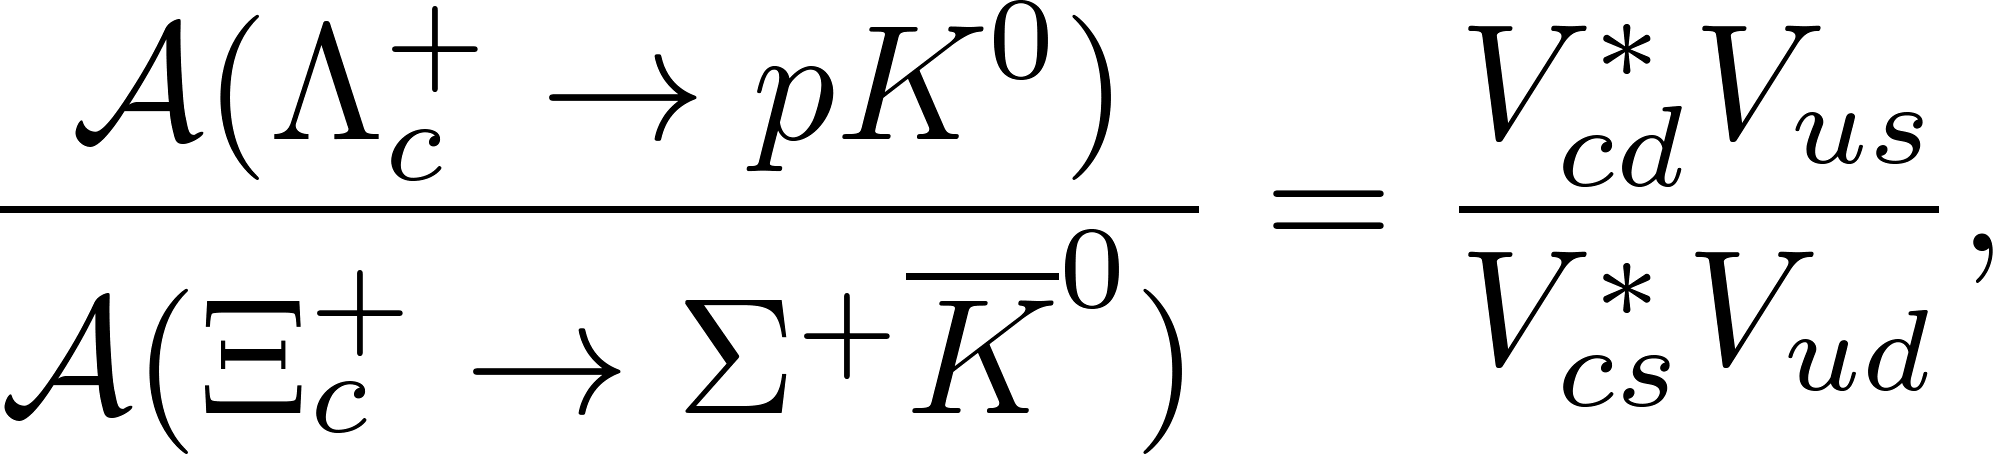 \frac{\mathcal{A}(\Lambda_c^+ \to pK^0)}{\mathcal{A}(\Xi_c^+ \to \Sigma^+ \overline{K}^0)} = \frac{V_{cd}^* V_{us}}{V_{cs}^* V_{ud}},